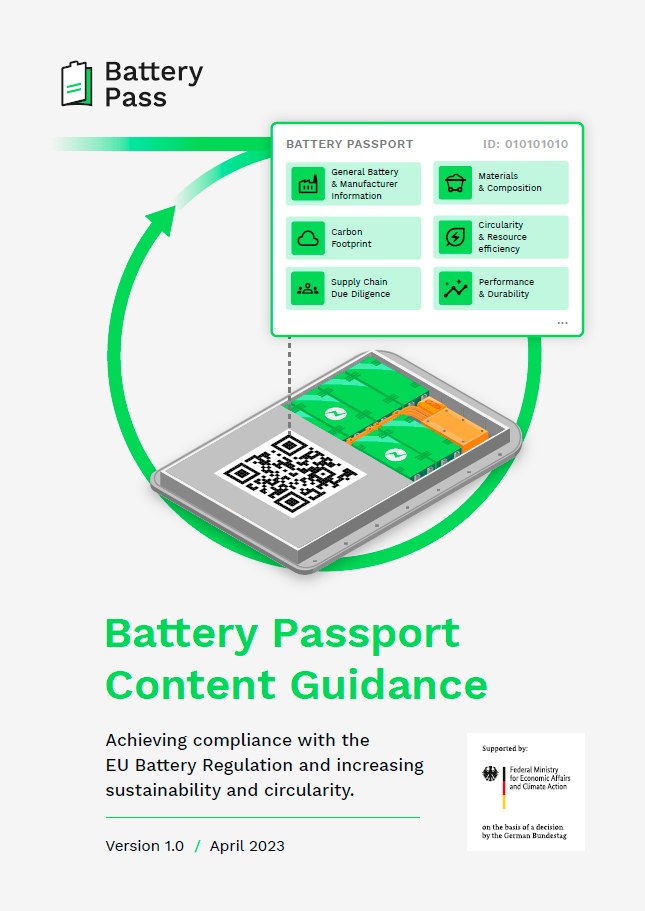 Battery
Pass
BATTERY PASSPORT
ID: 010101010
General Battery
& Manufacturer
Information
Materials
& Composition
Carbon
Footprint
Circularity
& Resource
efficiency
Supply Chain
Due Diligence
Performance
& Durability
...
Battery Passport
Content Guidance
Achieving compliance with the
EU Battery Regulation and increasing
sustainability and circularity.
Version 1.0 / April 2023
Supported by:
Federal Ministry
for Economic Affairs
and Climate Action
on the basis of a decision
by the German Bundestag